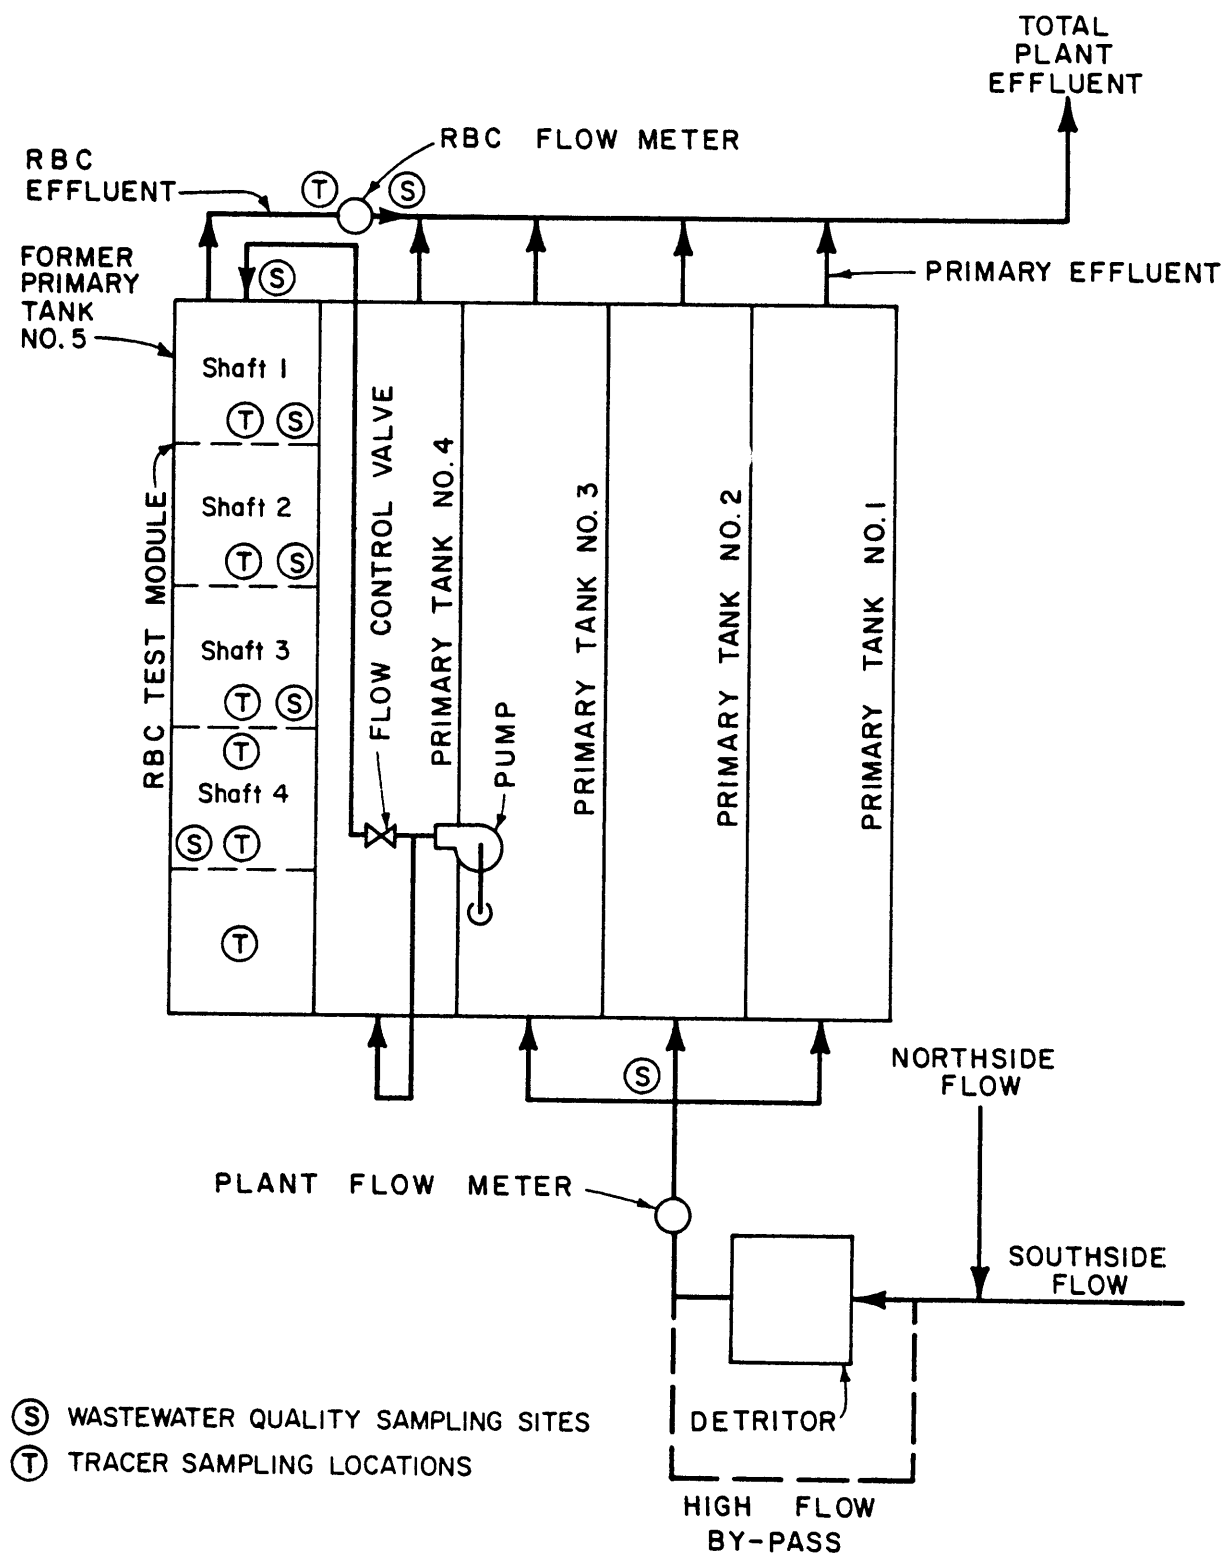 TOTAL
PLANT
EFFLUENT
RBC FLOW METER
RBC
EFFLUENT
T
S
FORMER
PRIMARY
TANK
NO. 5
S
PRIMARY EFFLUENT
Shaft 1
T S
Shaft 2
T S
Shaft 3
T S
T
Shaft 4
S T
T
RBC TEST MODULE
FLOW CONTROL VALVE
PRIMARY TANK NO. 4
PUMP
PRIMARY TANK NO. 3
PRIMARY TANK NO. 2
PRIMARY TANK NO. 1
S
NORTHSIDE
FLOW
PLANT FLOW METER
SOUTHSIDE
FLOW
DETRITOR
S WASTEWATER QUALITY SAMPLING SITES
T TRACER SAMPLING LOCATIONS
HIGH FLOW
BY-PASS